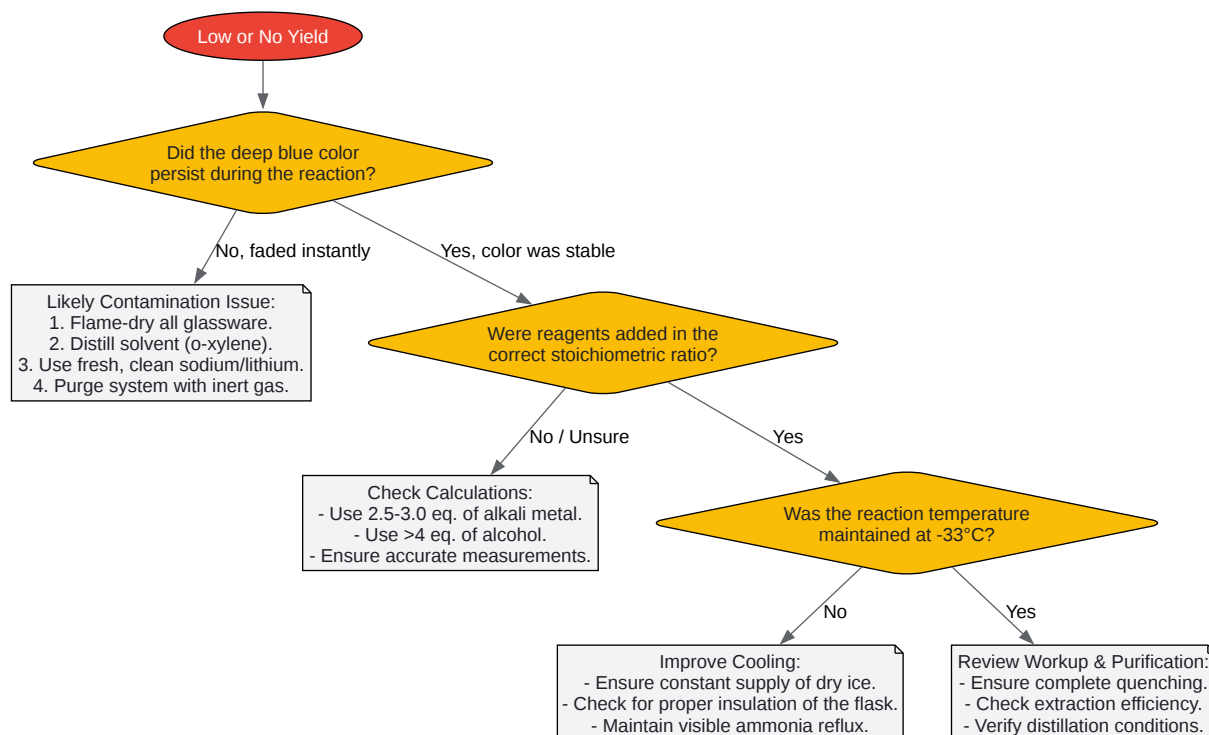 Low or No Yield
Did the deep blue color
persist during the reaction?
No, faded instantly
Yes, color was stable
Likely Contamination Issue:
1. Flame-dry all glassware.
2. Distill solvent (o-xylene).
3. Use fresh, clean sodium/lithium.
4. Purge system with inert gas.
Were reagents added in the
correct stoichiometric ratio?
No / Unsure
Yes
Check Calculations:
- Use 2.5-3.0 eq. of alkali metal.
- Use >4 eq. of alcohol.
- Ensure accurate measurements.
Was the reaction temperature
maintained at -33°C?
No
Yes
Improve Cooling:
- Ensure constant supply of dry ice.
- Check for proper insulation of the flask.
- Maintain visible ammonia reflux.
Review Workup & Purification:
- Ensure complete quenching.
- Check extraction efficiency.
- Verify distillation conditions.